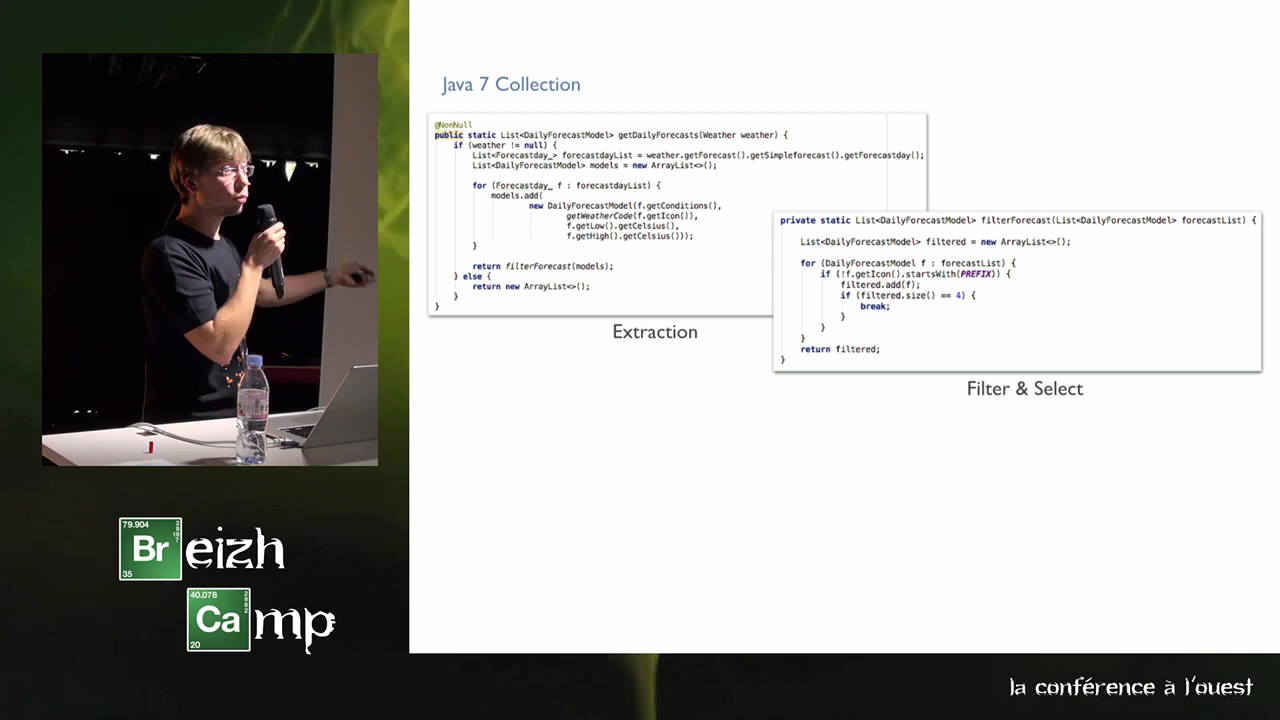 Java 7 Collection
@NonNull
public static List<DailyForecastModel> getDailyForecasts(Weather weather) {
if (weather != null) {
List<Forecastday_> forecastdayList = weather.getForecast().getSimpleforecast().getForecastday();
List<DailyForecastModel> models = new ArrayList<>();
for (Forecastday_ f : forecastdayList) {
models.add(
new DailyForecastModel(f.getConditions(),
getWeatherCode(f.getIcon()),
f.getLow().getCelsius(),
f.getHigh().getCelsius()));
}
return filterForecast(models);
} else {
return new ArrayList<>();
}
}
Extraction
private static List<DailyForecastModel> filterForecast(List<DailyForecastModel> forecastList) {
List<DailyForecastModel> filtered = new ArrayList<>();
for (DailyForecastModel f : forecastList) {
if (!f.getIcon().startsWith(PREFIX)) {
filtered.add(f);
if (filtered.size() == 4) {
break;
}
}
}
return filtered;
}
Filter & Select
79.904
Breizh
35
40.078
Camp
20
la conférence à l'ouest